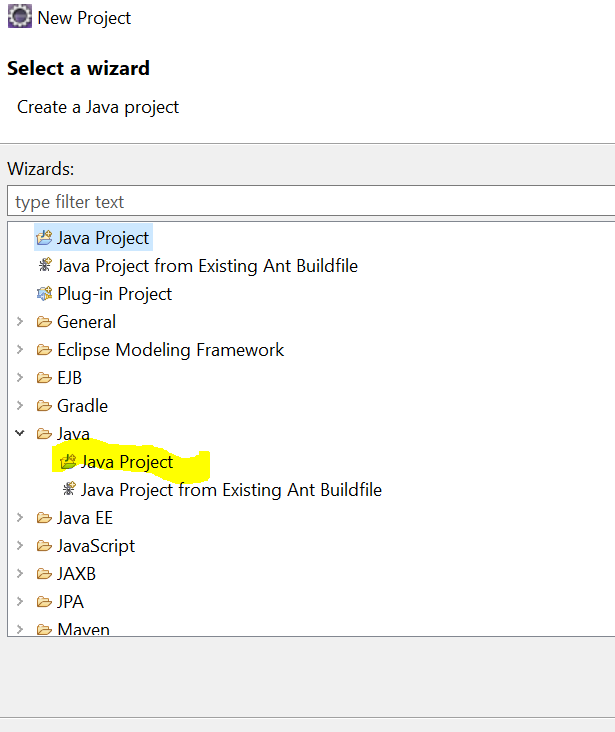 New Project
Select a wizard
Create a Java project
Wizards:
type filter text
Java Project
Java Project from Existing Ant Buildfile
Plug-in Project
General
Eclipse Modeling Framework
EJB
Gradle
Java
Java Project
Java Project from Existing Ant Buildfile
Java EE
JavaScript
JAXB
JPA
Maven